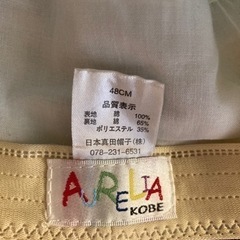 48CM
品質表示
表地 綿 100%
裏地 綿 65%
ポリエステル 35%
日本真田帽子(株)
078-231-6531
AURELIA
KOBE